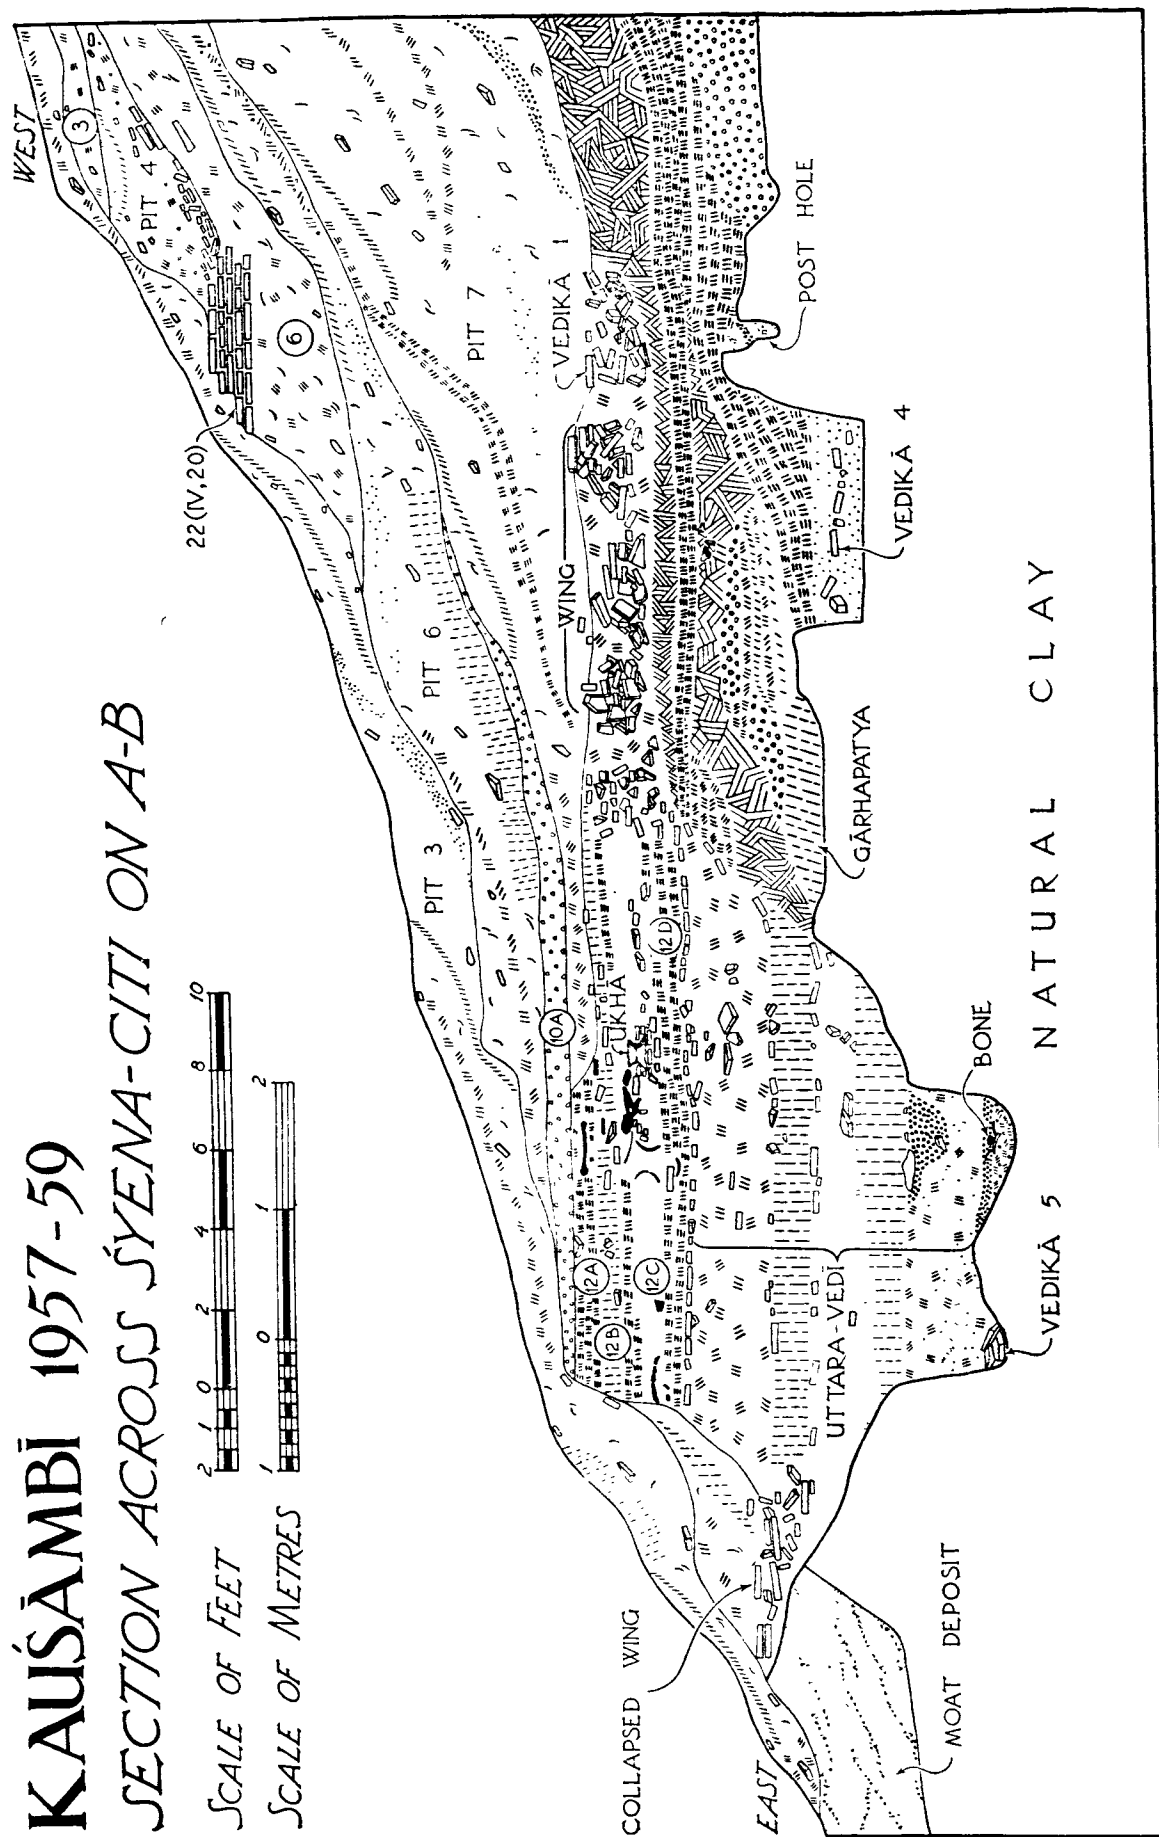 KAUŚĀMBĪ 1957-59
SECTION ACROSS ŚYENA-CITI ON A-B
SCALE OF FEET
2 1 0 2 4 6 8 10
SCALE OF METRES
1 0 1 2
WEST
3
PIT 4
22(IV,20)
6
PIT 3
PIT 6
PIT 7
10A
WING
VEDIKĀ 1
12A
12B
12C
UKHĀ
12D
COLLAPSED WING
EAST
UTTARA-VEDĪ
GĀRHAPATYA
VEDIKĀ 4
POST HOLE
MOAT DEPOSIT
VEDIKĀ 5
BONE
NATURAL CLAY